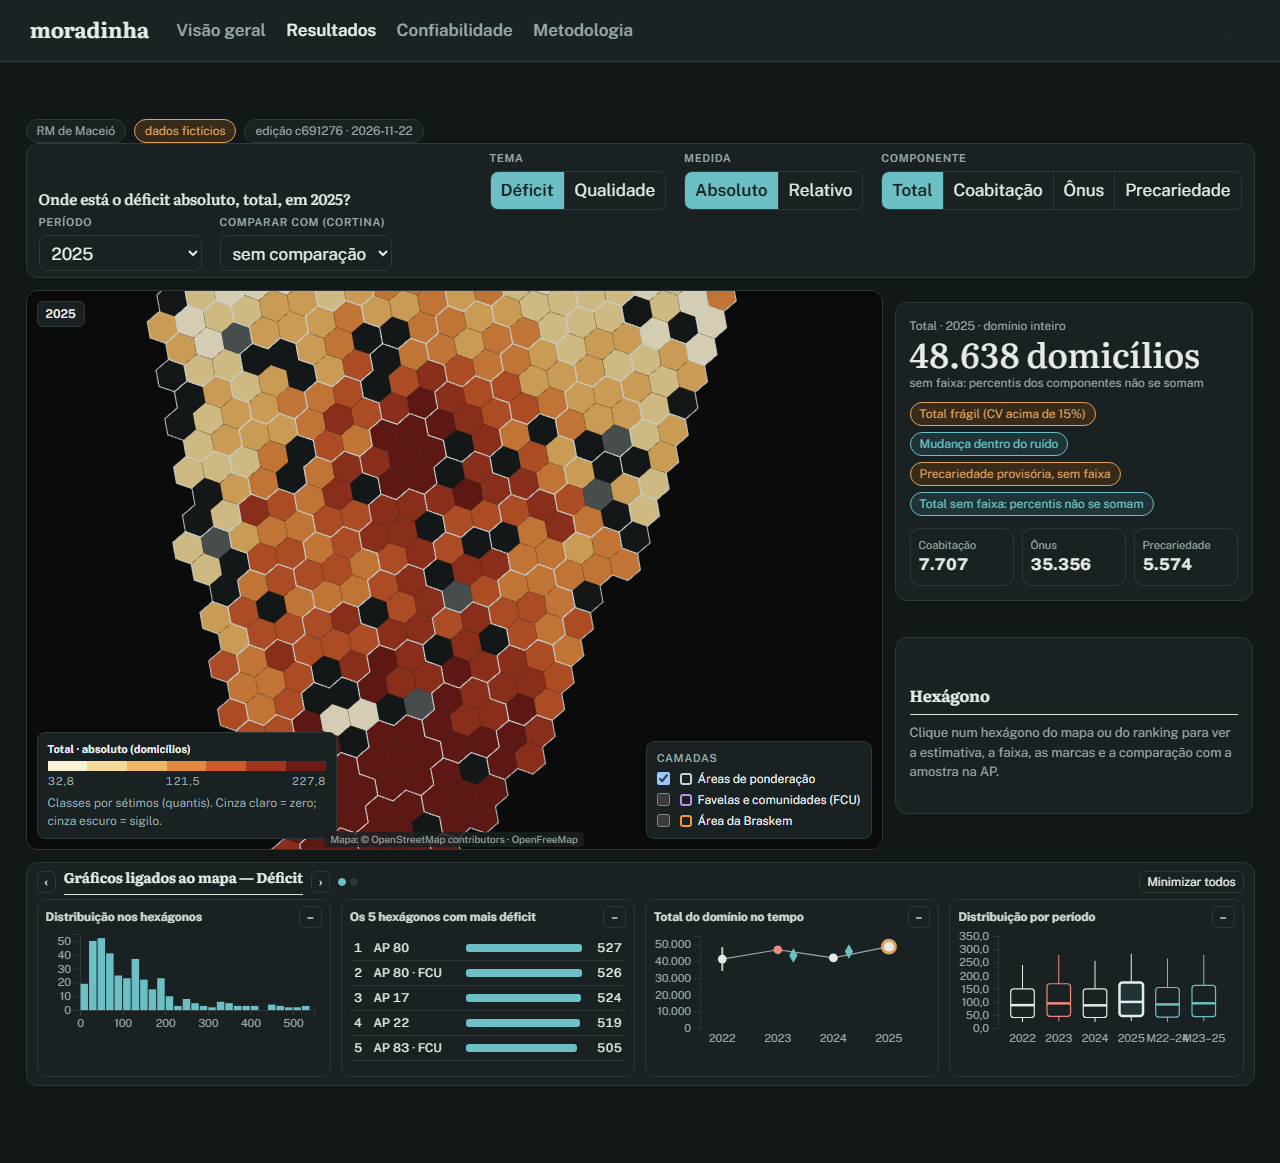 moradinha Visão geral Resultados Confiabilidade Metodologia
RM de Maceió dados fictícios edição c691276 · 2026-11-22
TEMA MEDIDA COMPONENTE
Déficit Qualidade Absoluto Relativo Total Coabitação Ônus Precariedade
Onde está o déficit absoluto, total, em 2025?
PERÍODO COMPARAR COM (CORTINA)
2025 sem comparação
2025
Total · absoluto (domicílios)
32,8 121,5 227,8
Classes por sétimos (quantis). Cinza claro = zero;
cinza escuro = sigilo.
CAMADAS
Áreas de ponderação
Favelas e comunidades (FCU)
Área da Braskem
Mapa: © OpenStreetMap contributors · OpenFreeMap
Total · 2025 · domínio inteiro
48.638 domicílios
sem faixa: percentis dos componentes não se somam
Total frágil (CV acima de 15%)
Mudança dentro do ruído
Precariedade provisória, sem faixa
Total sem faixa: percentis não se somam
Coabitação Ônus Precariedade
7.707 35.356 5.574
Hexágono
Clique num hexágono do mapa ou do ranking para ver
a estimativa, a faixa, as marcas e a comparação com a
amostra na AP.
‹ Gráficos ligados ao mapa — Déficit › Minimizar todos
Distribuição nos hexágonos –
50
40
30
20
10
0
0 100 200 300 400 500
Os 5 hexágonos com mais déficit –
1 AP 80 527
2 AP 80 · FCU 526
3 AP 17 524
4 AP 22 519
5 AP 83 · FCU 505
Total do domínio no tempo –
50.000
40.000
30.000
20.000
10.000
0
2022 2023 2024 2025
Distribuição por período –
350,0
300,0
250,0
200,0
150,0
100,0
50,0
0,0
2022 2023 2024 2025 M22–24 M23–25